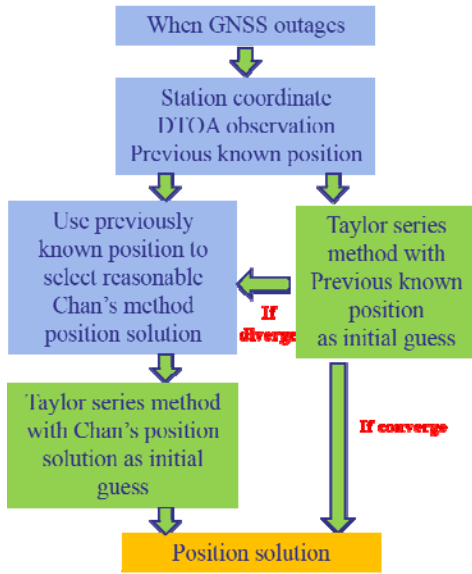 When GNSS outages
Station coordinate
DTOA observation
Previous known position
Use previously
known position to
select reasonable
Chan's method
position solution
Taylor series
method with
Previous known
position
as initial guess
If
diverge
Taylor series method
with Chan's position
solution as initial
guess
If converge
Position solution